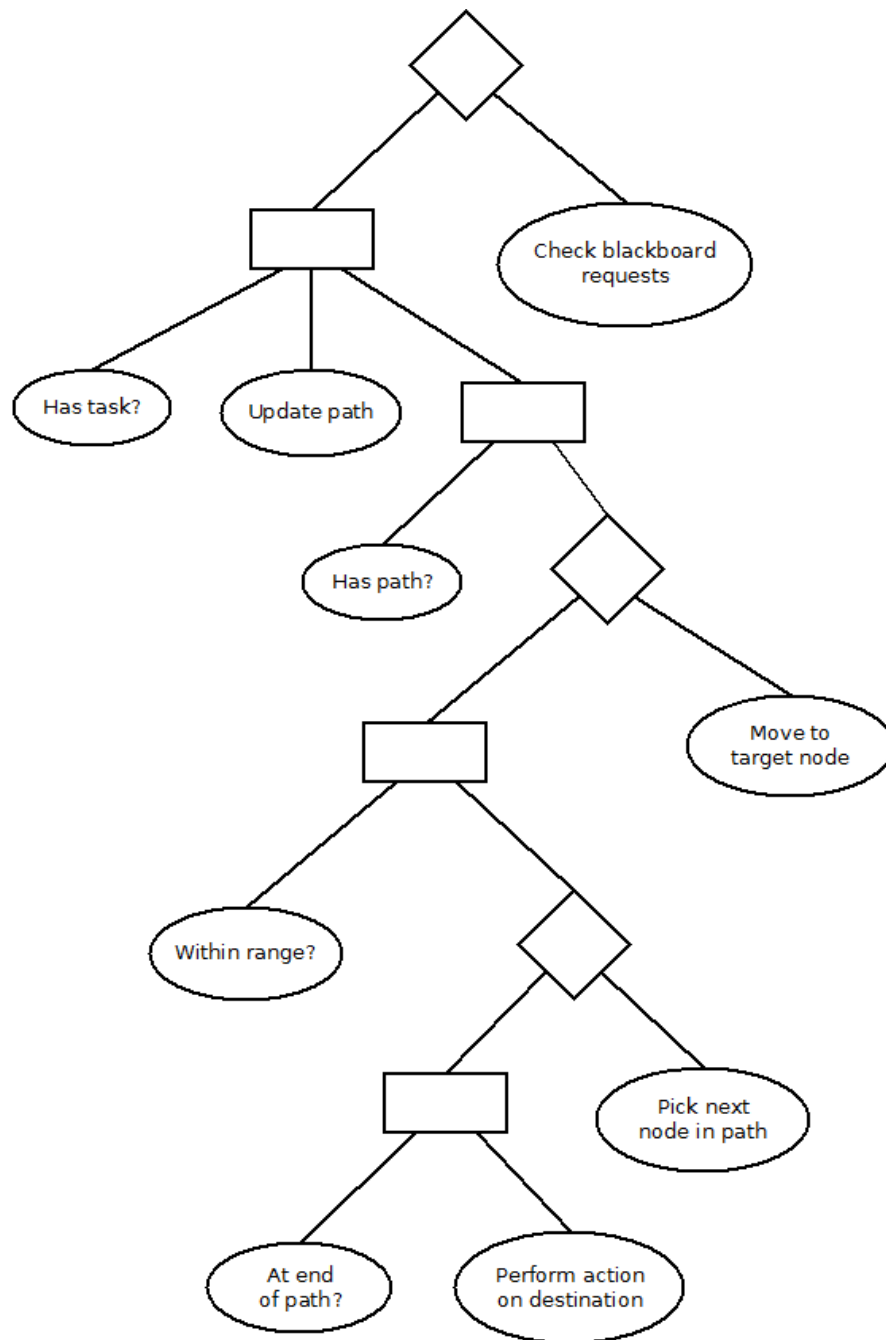 Check blackboard
requests
Has task?
Update path
Has path?
Move to
target node
Within range?
Pick next
node in path
At end
of path?
Perform action
on destination